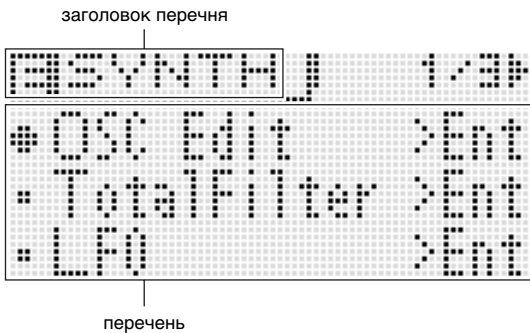 заголовок перечня
SYNTH 1/3
OSC Edit >Ent
TotalFilter >Ent
LFO >Ent
перечень